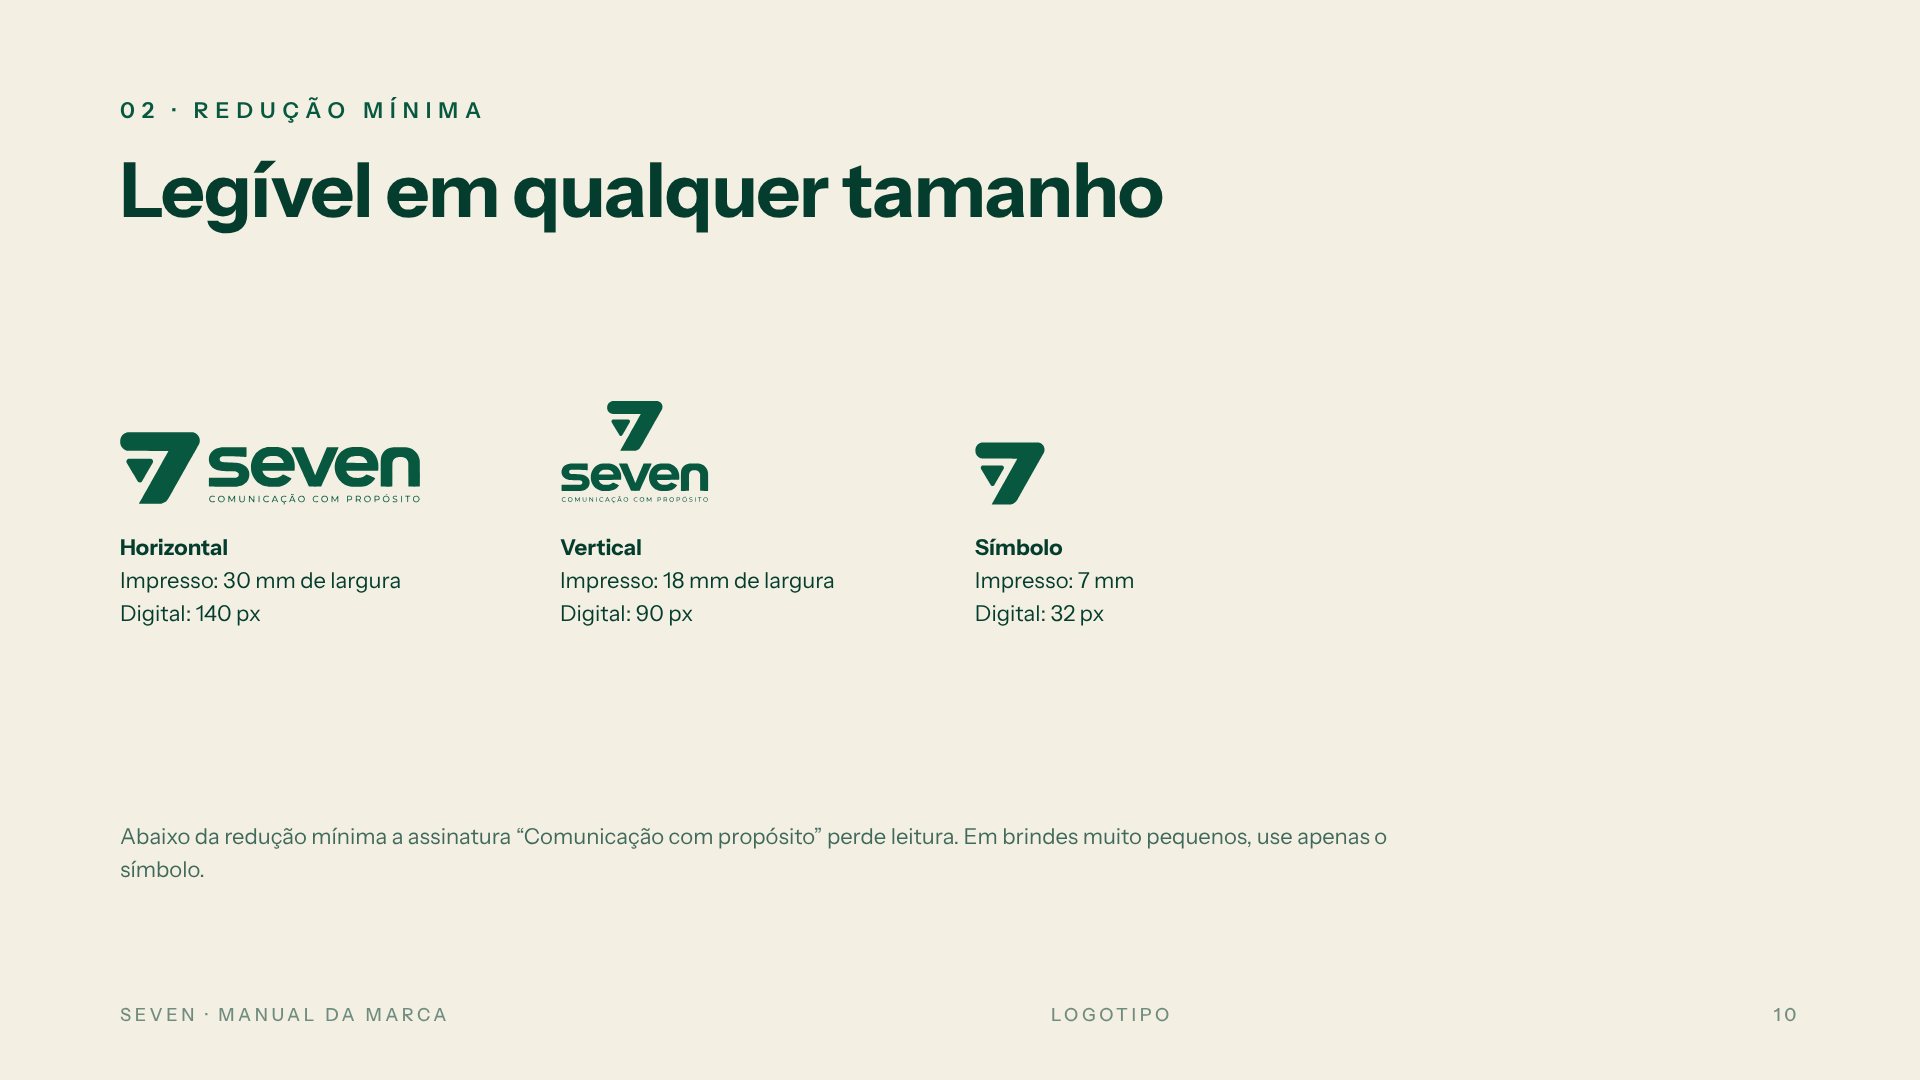 02 · REDUÇÃO MÍNIMA
Legível em qualquer tamanho
seven
COMUNICAÇÃO COM PROPÓSITO
seven
COMUNICAÇÃO COM PROPÓSITO
Horizontal
Impresso: 30 mm de largura
Digital: 140 px
Vertical
Impresso: 18 mm de largura
Digital: 90 px
Símbolo
Impresso: 7 mm
Digital: 32 px
Abaixo da redução mínima a assinatura “Comunicação com propósito” perde leitura. Em brindes muito pequenos, use apenas o
símbolo.
SEVEN · MANUAL DA MARCA
LOGOTIPO
10